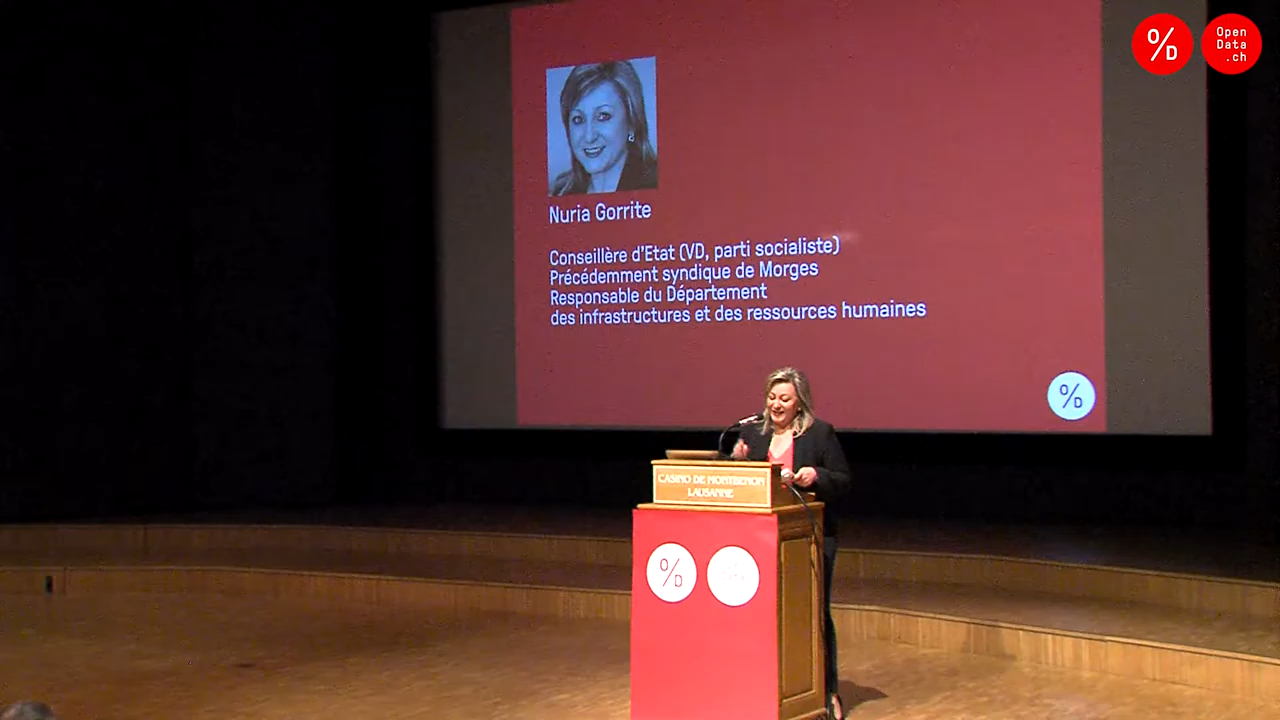 %D
Open
Data
.ch
Nuria Gorrite
Conseillère d'Etat (VD, parti socialiste)
Précédemment syndique de Morges
Responsable du Département
des infrastructures et des ressources humaines
%D
CASINO DE MONTBENON
LAUSANNE
%D